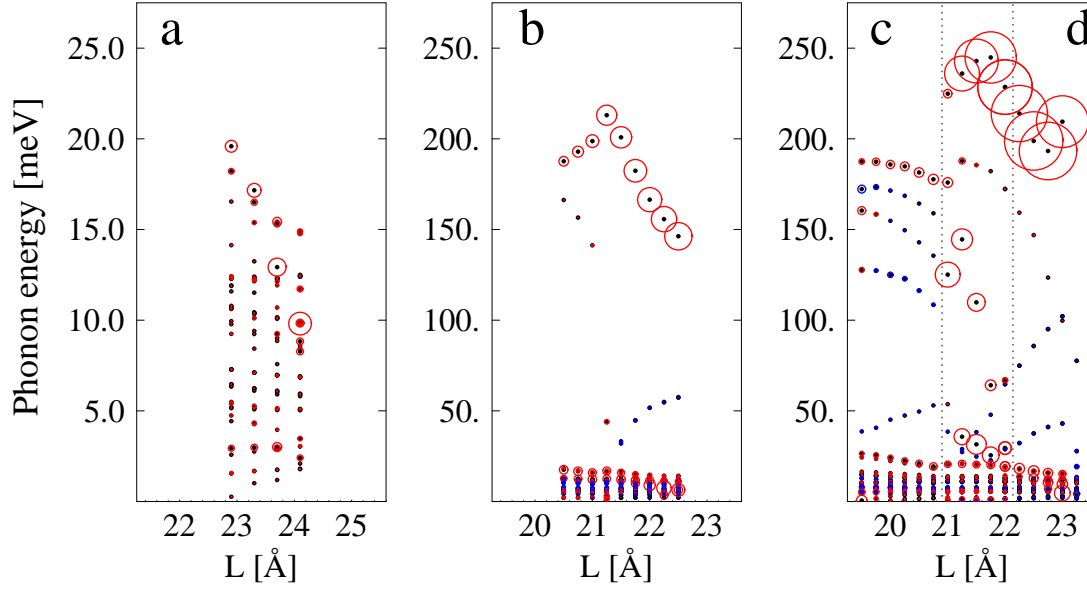 a b c d
25.0 250. 250.
20.0 200. 200.
15.0 150. 150.
10.0 100. 100.
5.0 50. 50.
Phonon energy [meV]
22 23 24 25 20 21 22 23 20 21 22 23
L [Å] L [Å] L [Å]